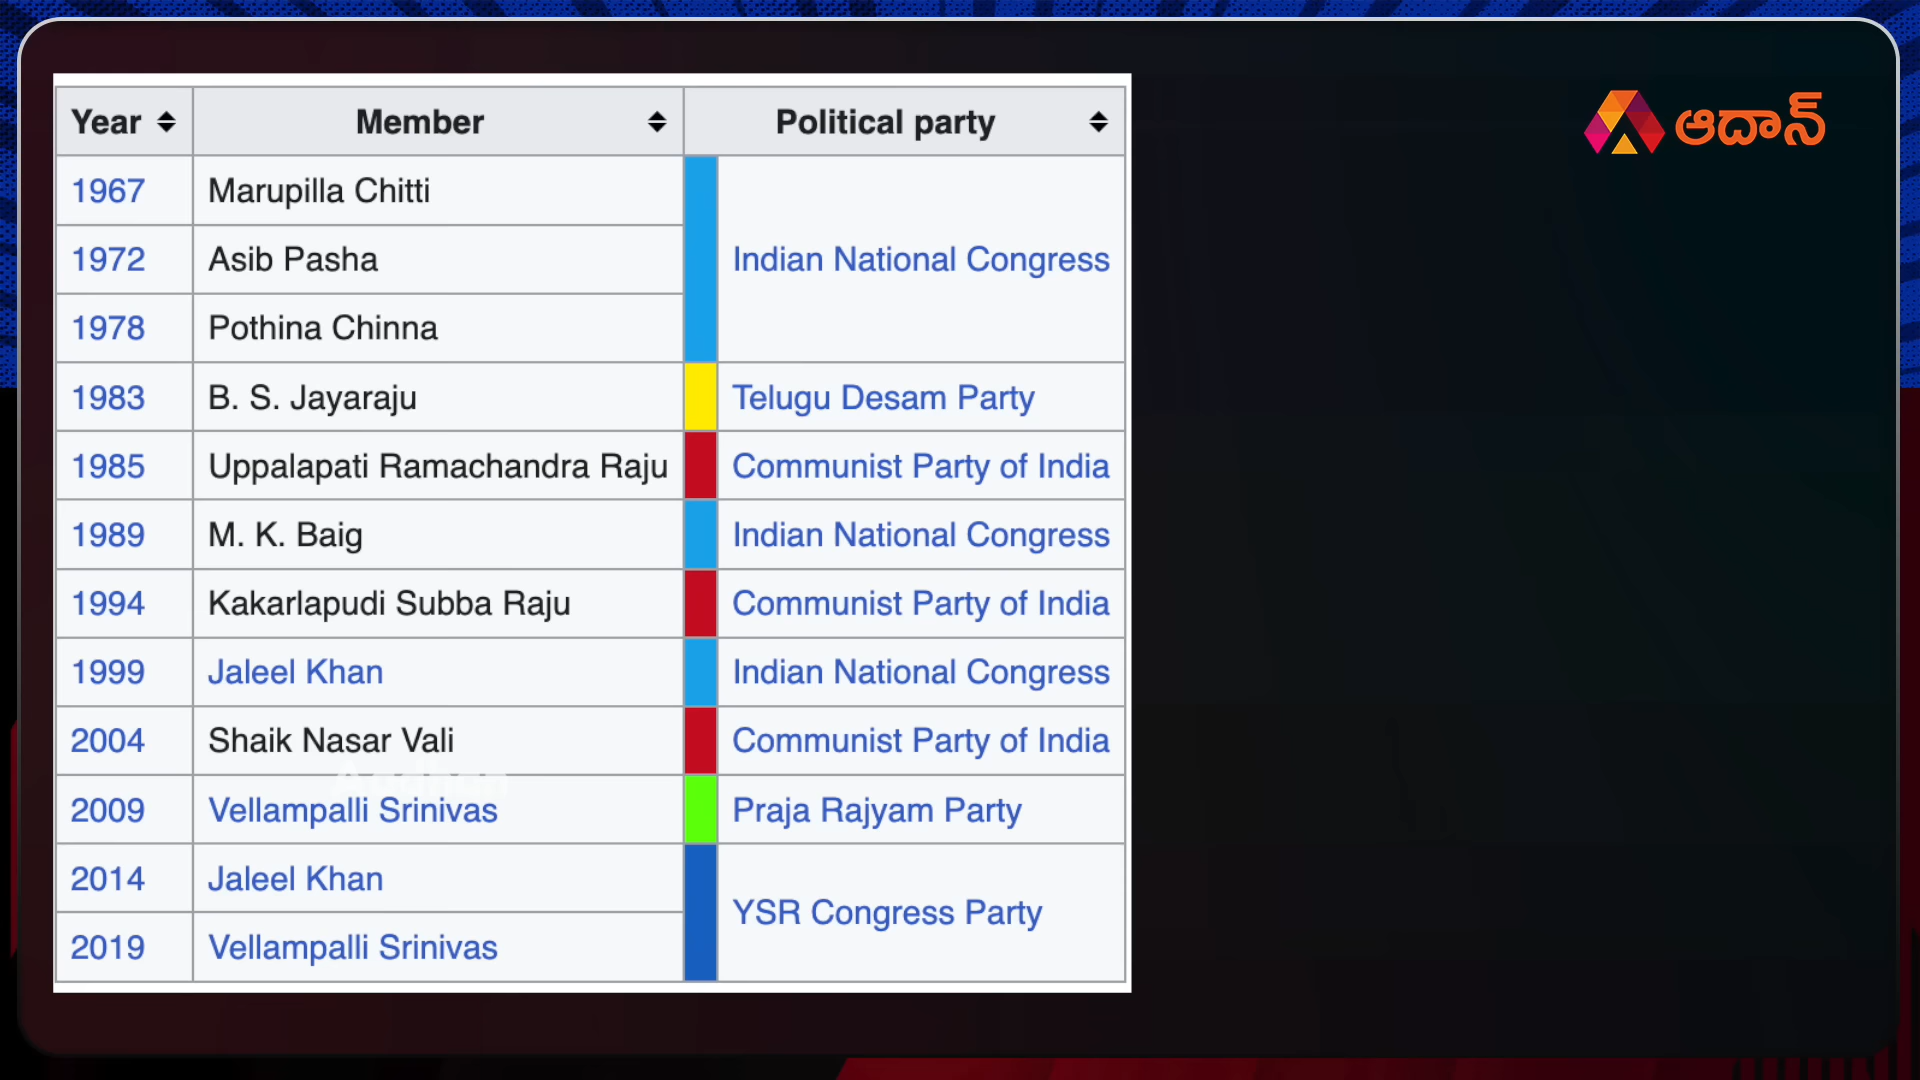 ఆదాన్
Year Member Political party
1967 Marupilla Chitti
1972 Asib Pasha Indian National Congress
1978 Pothina Chinna
1983 B. S. Jayaraju Telugu Desam Party
1985 Uppalapati Ramachandra Raju Communist Party of India
1989 M. K. Baig Indian National Congress
1994 Kakarlapudi Subba Raju Communist Party of India
1999 Jaleel Khan Indian National Congress
2004 Shaik Nasar Vali Communist Party of India
2009 Vellampalli Srinivas Praja Rajyam Party
2014 Jaleel Khan YSR Congress Party
2019 Vellampalli Srinivas